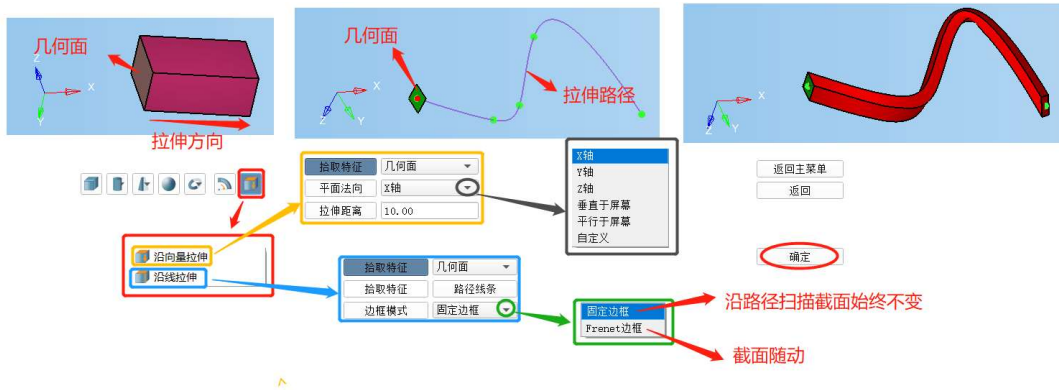 几何面
Z
X
Y
拉伸方向
几何面
拉伸路径
Z
X
Y
Z
X
Y
拾取特征 几何面
平面法向 X轴
拉伸距离 10.00
X轴
Y轴
Z轴
垂直于屏幕
平行于屏幕
自定义
返回主菜单
返回
确定
沿向量拉伸
沿线拉伸
拾取特征 几何面
拾取特征 路径线条
边框模式 固定边框
固定边框
Frenet边框
沿路径扫描截面始终不变
截面随动